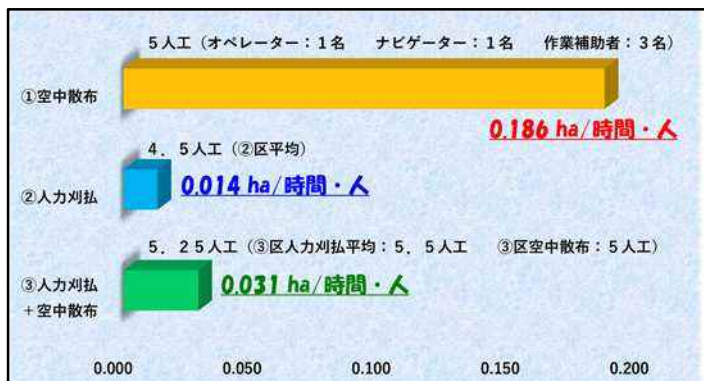 5人工（オペレーター：1名　ナビゲーター：1名　作業補助者：3名）
①空中散布
0.186 ha/時間・人
4．5人工（②区平均）
②人力刈払
0.014 ha/時間・人
5．25人工（③区人力刈払平均：5．5人工　③区空中散布：5人工）
③人力刈払
＋空中散布
0.031 ha/時間・人
0.000 0.050 0.100 0.150 0.200